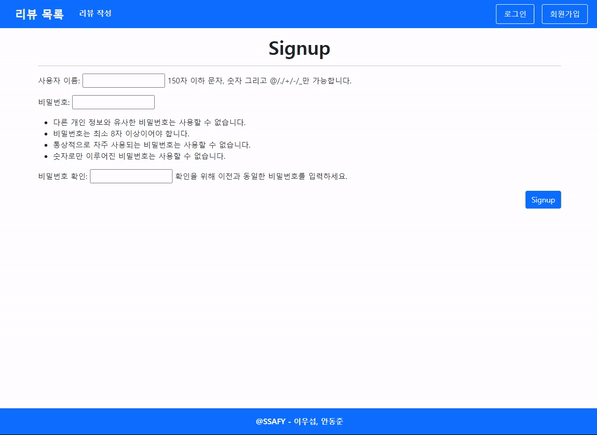 리뷰 목록 리뷰 작성 로그인 회원가입
Signup
사용자 이름: 150자 이하 문자, 숫자 그리고 @/./+/-/_만 가능합니다.
비밀번호:
다른 개인 정보와 유사한 비밀번호는 사용할 수 없습니다.
비밀번호는 최소 8자 이상이어야 합니다.
통상적으로 자주 사용되는 비밀번호는 사용할 수 없습니다.
숫자로만 이루어진 비밀번호는 사용할 수 없습니다.
비밀번호 확인: 확인을 위해 이전과 동일한 비밀번호를 입력하세요.
Signup
@SSAFY - 이우섭, 안동준